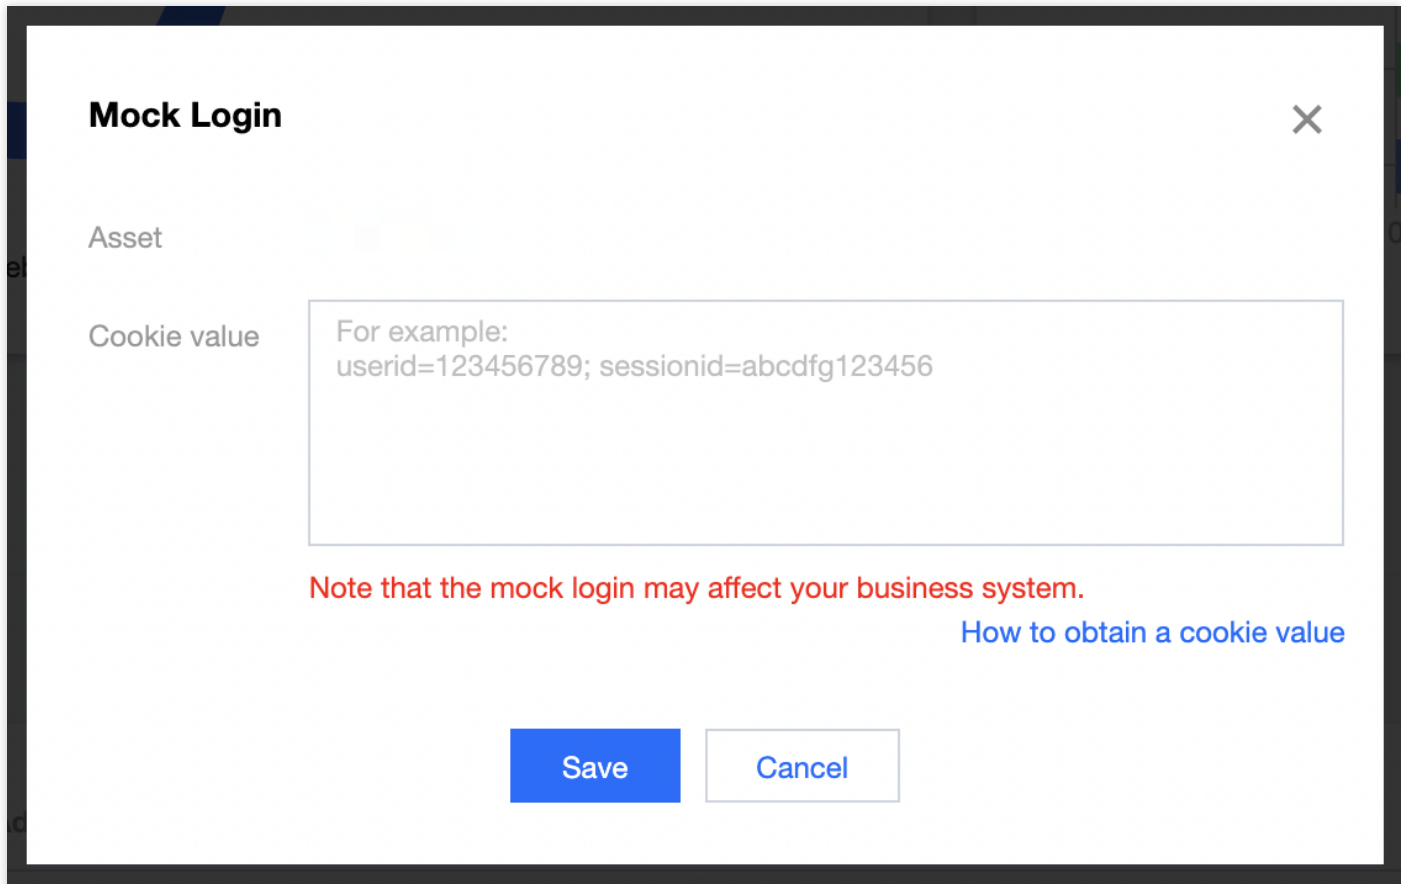 Mock Login
Asset
Cookie value
For example:
userid=123456789; sessionid=abcdfg123456
Note that the mock login may affect your business system.
How to obtain a cookie value
Save
Cancel